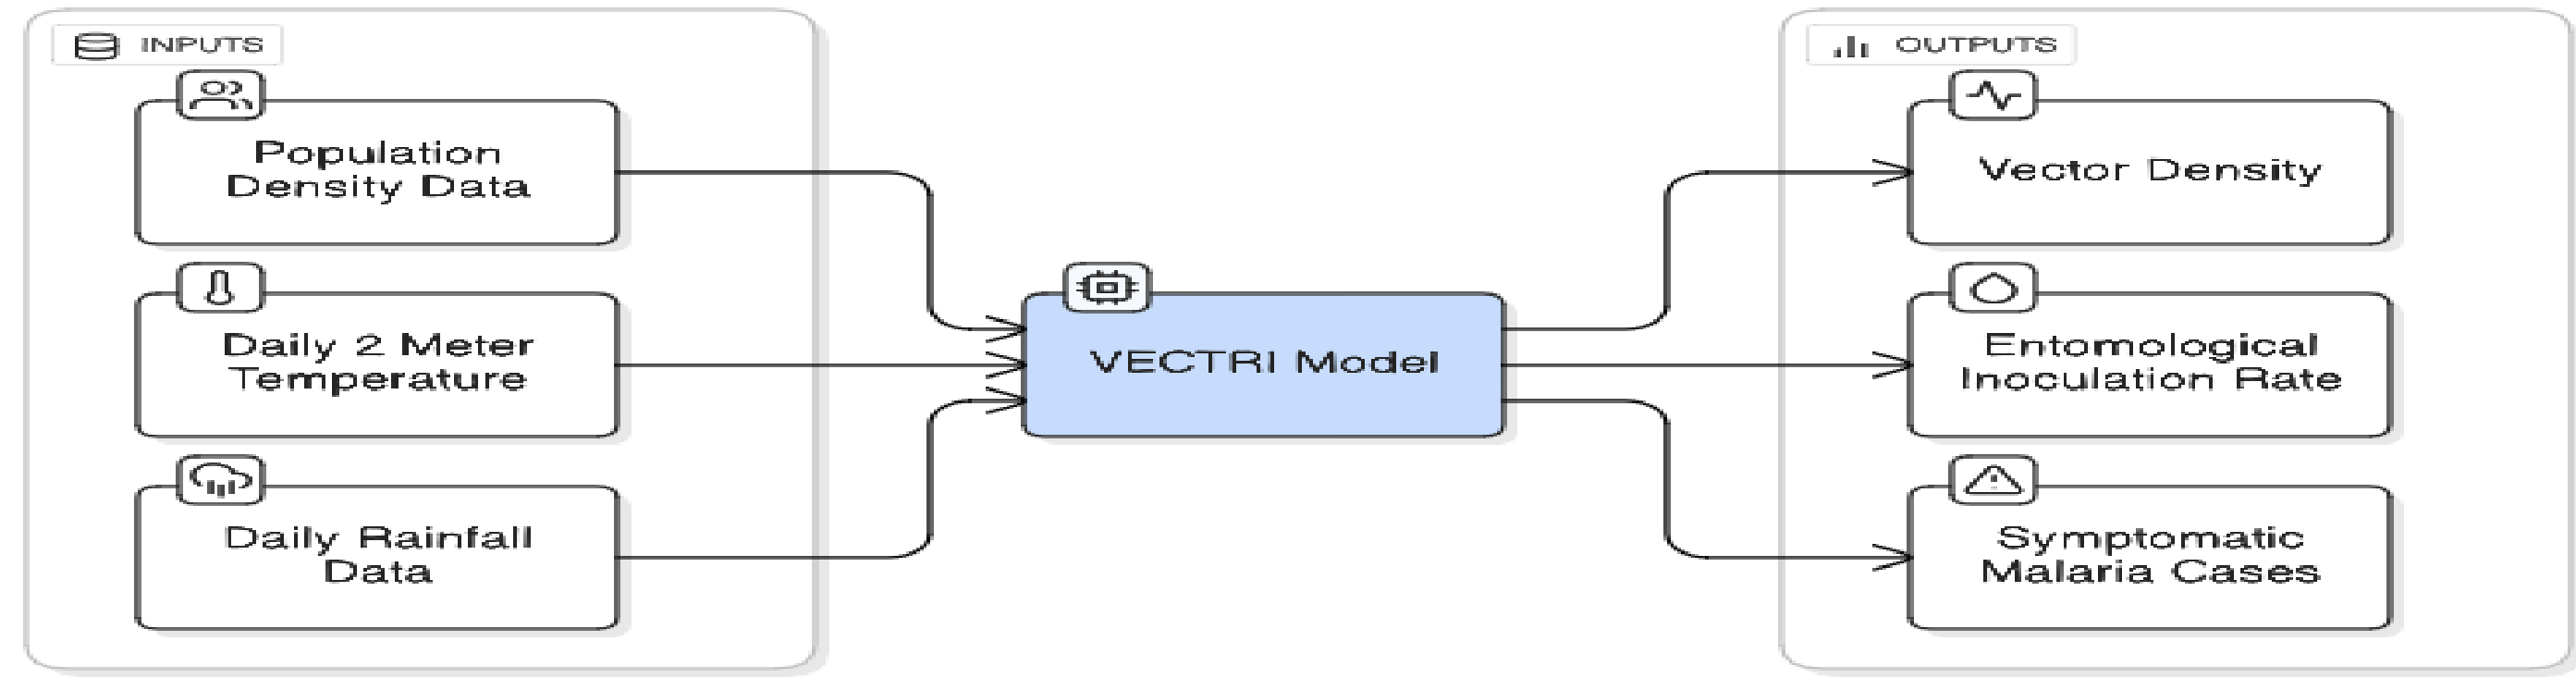 INPUTS
Population
Density Data
Daily 2 Meter
Temperature
Daily Rainfall
Data
VECTRI Model
OUTPUTS
Vector Density
Entomological
Inoculation Rate
Symptomatic
Malaria Cases